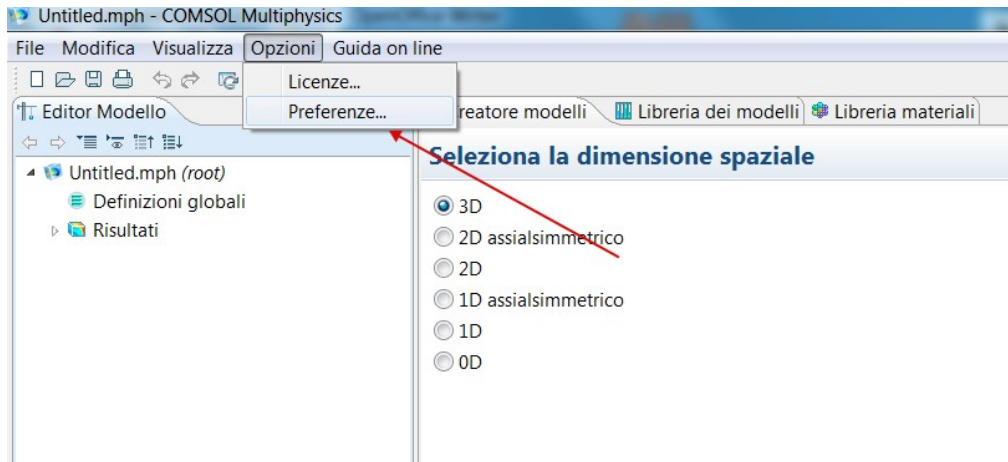 Untitled.mph - COMSOL Multiphysics
File Modifica Visualizza Opzioni Guida on line
Licenze...
Preferenze...
Editor Modello
reatore modelli Libreria dei modelli Libreria materiali
Seleziona la dimensione spaziale
Untitled.mph (root)
Definizioni globali
Risultati
3D
2D assialsimmetrico
2D
1D assialsimmetrico
1D
0D